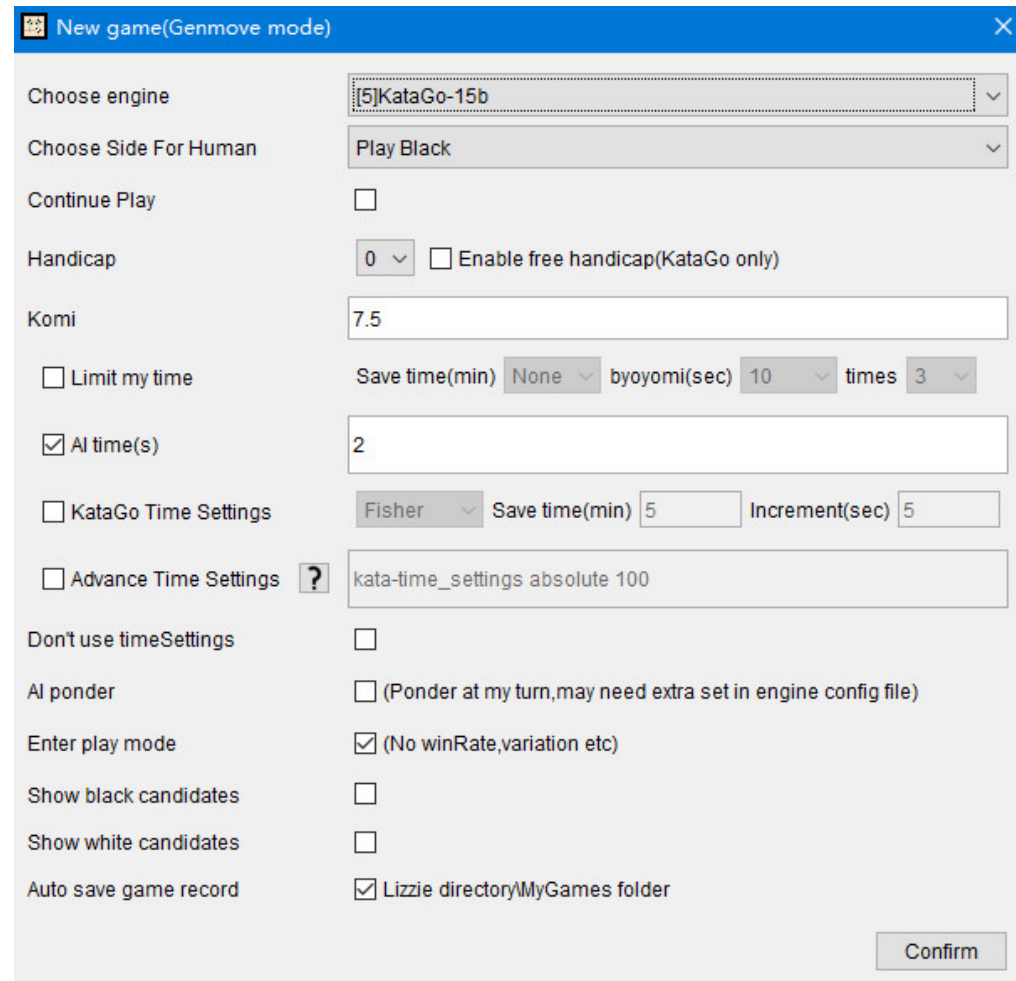 New game(Genmove mode)
Choose engine [5]KataGo-15b
Choose Side For Human Play Black
Continue Play
Handicap 0 Enable free handicap(KataGo only)
Komi 7.5
Limit my time Save time(min) None byoyomi(sec) 10 times 3
AI time(s) 2
KataGo Time Settings Fisher Save time(min) 5 Increment(sec) 5
Advance Time Settings ? kata-time_settings absolute 100
Don't use timeSettings
AI ponder (Ponder at my turn,may need extra set in engine config file)
Enter play mode (No winRate,variation etc)
Show black candidates
Show white candidates
Auto save game record Lizzie directory\MyGames folder
Confirm